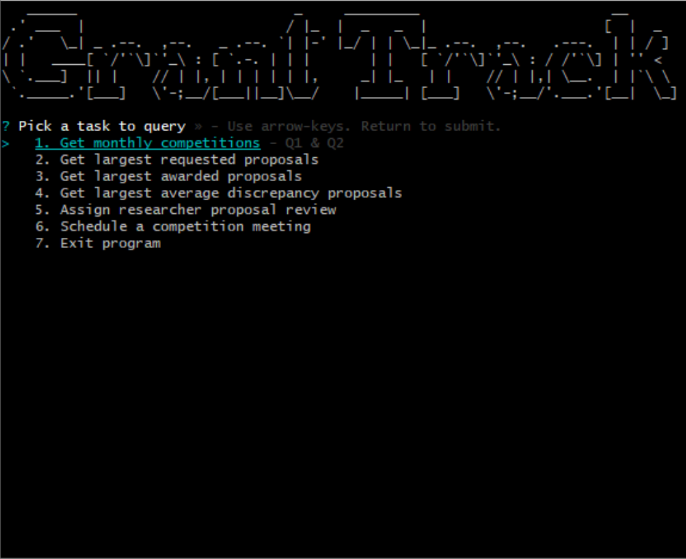 GrantTrack
? Pick a task to query » - Use arrow-keys. Return to submit.
> 1. Get monthly competitions - Q1 & Q2
2. Get largest requested proposals
3. Get largest awarded proposals
4. Get largest average discrepancy proposals
5. Assign researcher proposal review
6. Schedule a competition meeting
7. Exit program